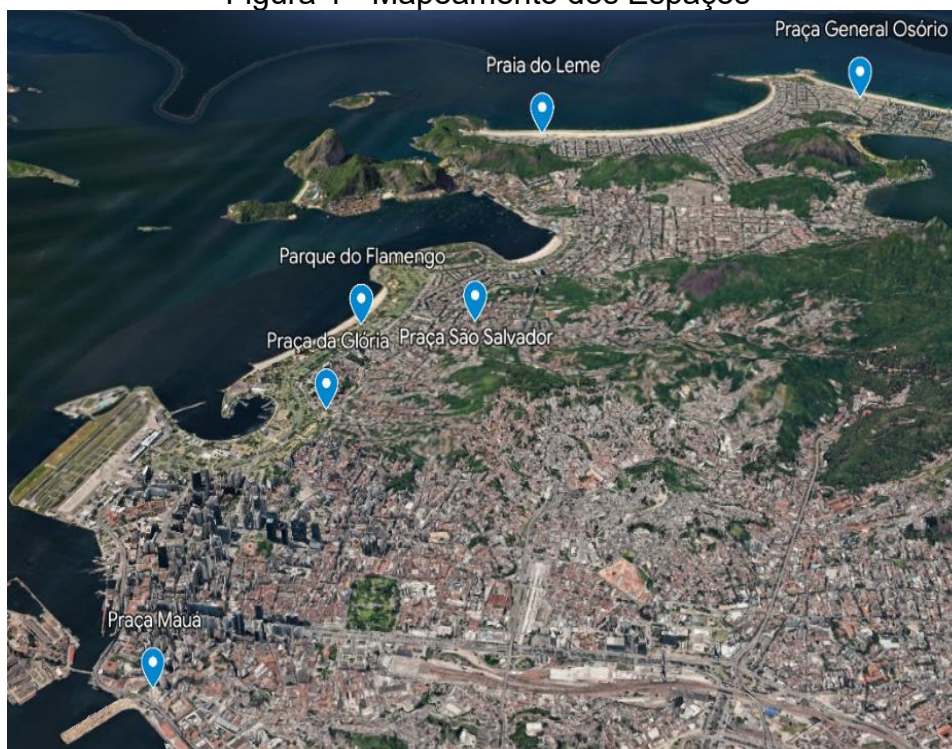 Figura 1 - Mapeamento dos Espaços
Praça General Osório
Praia do Leme
Parque do Flamengo
Praça da Glória
Praça São Salvador
Praça Mauá